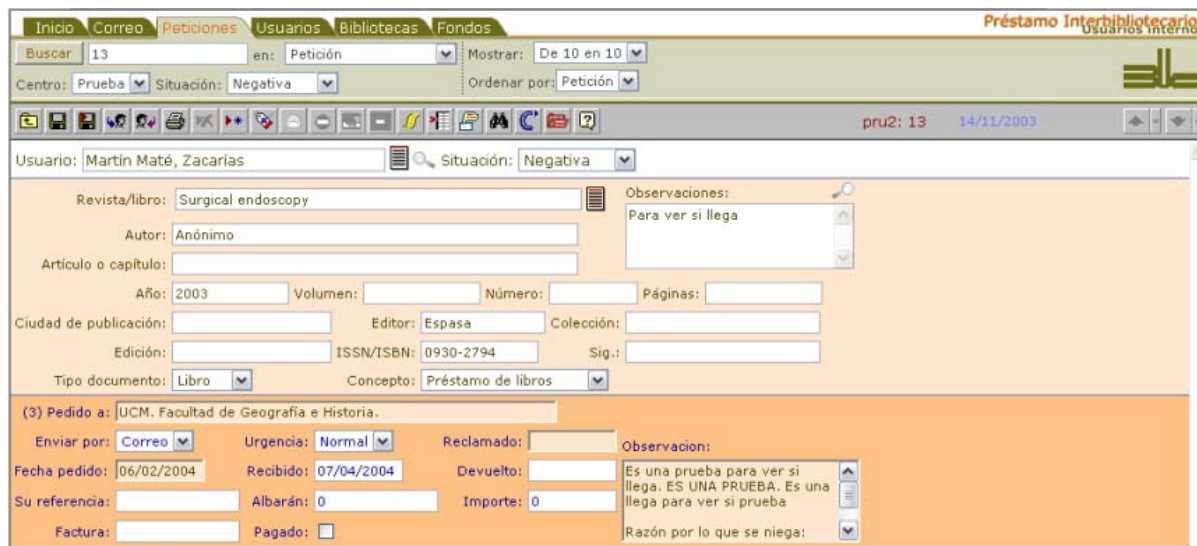 Inicio Correo Peticiones Usuarios Bibliotecas Fondos Préstamo Interbibliotecario
Usuarios interno
Buscar 13 en: Petición Mostrar: De 10 en 10
Centro: Prueba Situación: Negativa Ordenar por: Petición
pru2: 13 14/11/2003
Usuario: Martín Maté, Zacarías Situación: Negativa
Revista/libro: Surgical endoscopy Observaciones:
Para ver si llega
Autor: Anónimo
Artículo o capítulo:
Año: 2003 Volumen: Número: Páginas:
Ciudad de publicación: Editor: Espasa Colección:
Edición: ISSN/ISBN: 0930-2794 Sig.:
Tipo documento: Libro Concepto: Préstamo de libros
(3) Pedido a: UCM. Facultad de Geografía e Historia.
Enviar por: Correo Urgencia: Normal Reclamado: Observacion:
Fecha pedido: 06/02/2004 Recibido: 07/04/2004 Devuelto: Es una prueba para ver si
llega. ES UNA PRUEBA. Es una
Su referencia: Albarán: 0 Importe: 0 llega para ver si prueba
Factura: Pagado: Razón por lo que se niega: